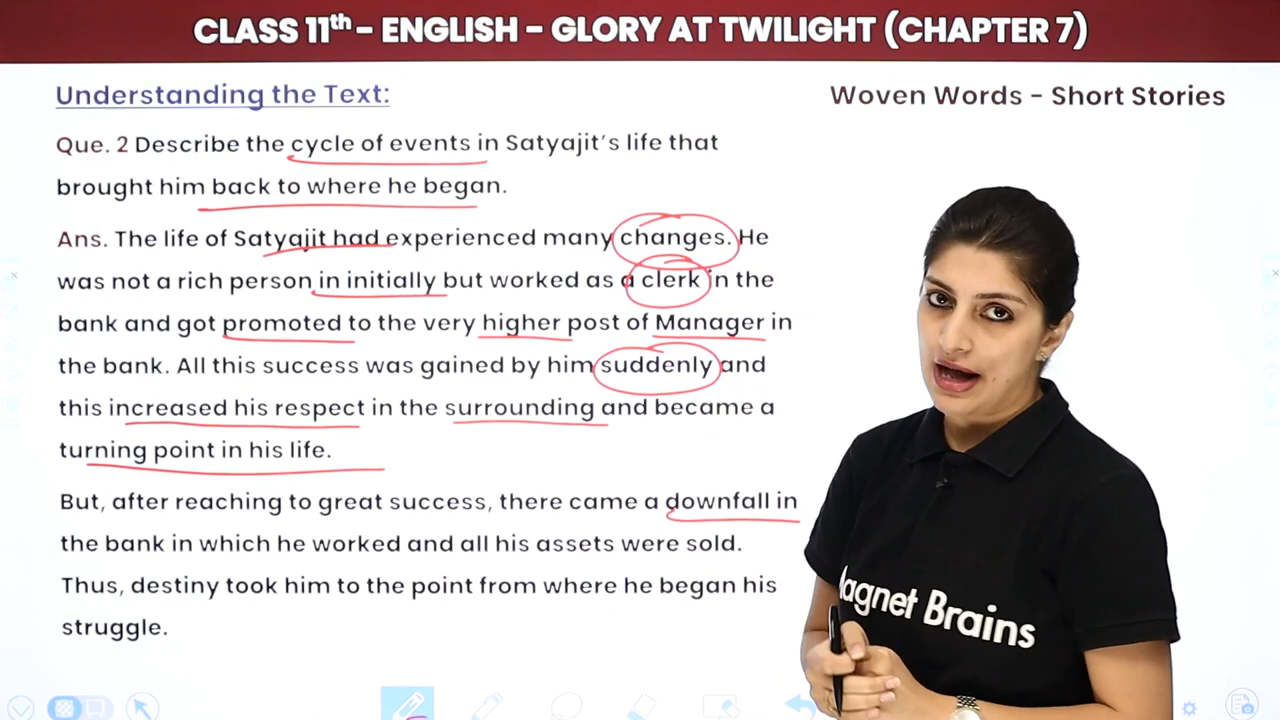 CLASS 11th - ENGLISH - GLORY AT TWILIGHT (CHAPTER 7)
Understanding the Text:
Woven Words - Short Stories
Que. 2 Describe the cycle of events in Satyajit's life that
brought him back to where he began.
Ans. The life of Satyajit had experienced many changes. He
was not a rich person in initially but worked as a clerk in the
bank and got promoted to the very higher post of Manager in
the bank. All this success was gained by him suddenly and
this increased his respect in the surrounding and became a
turning point in his life.
But, after reaching to great success, there came a downfall in
the bank in which he worked and all his assets were sold.
Thus, destiny took him to the point from where he began his
struggle.
Magnet Brains